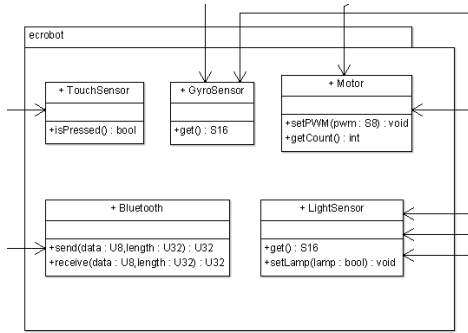 ecrobot
+ TouchSensor
+isPressed() : bool
+ GyroSensor
+get() : S16
+ Motor
+setPWM(pwm : S8) : void
+getCount() : int
+ Bluetooth
+send(data : U8,length : U32) : U32
+receive(data : U8,length : U32) : U32
+ LightSensor
+get() : S16
+setLamp(lamp : bool) : void